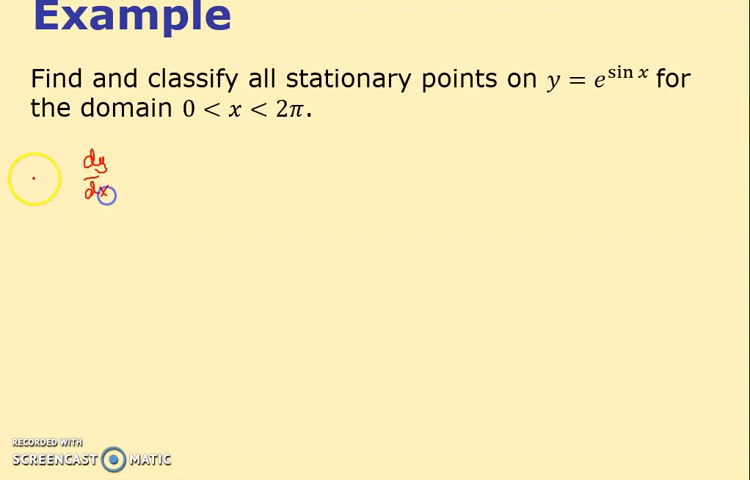 Example
Find and classify all stationary points on 𝑦 = 𝑒^{sin 𝑥} for
the domain 0 < 𝑥 < 2𝜋.
dy
dx
RECORDED WITH
SCREENCAST MATIC